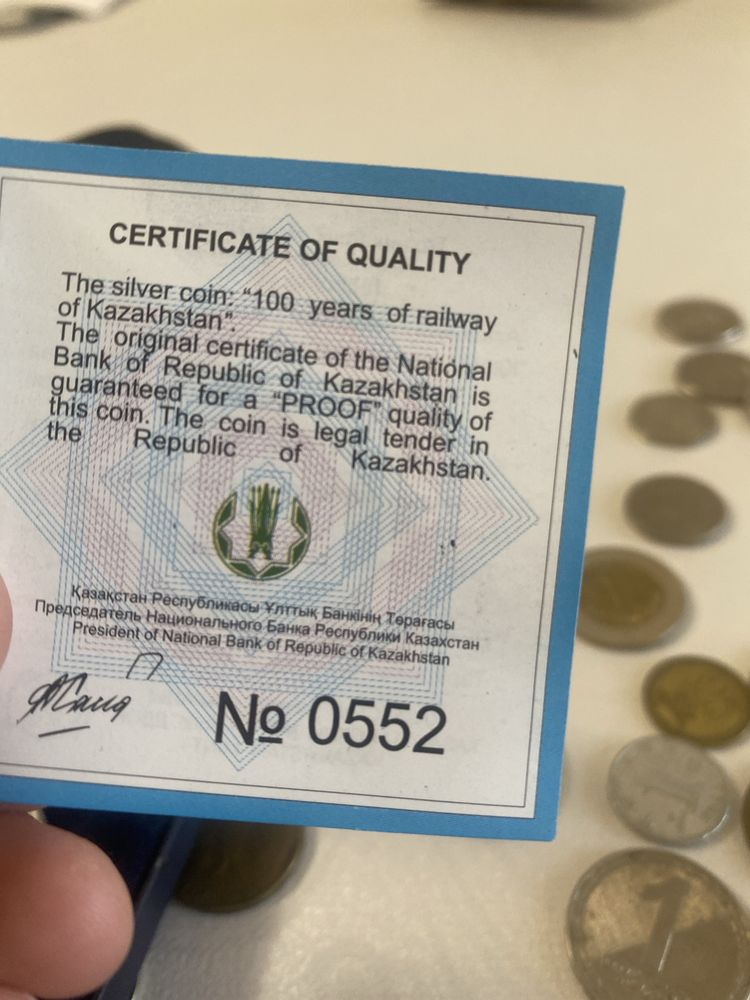 CERTIFICATE OF QUALITY
The silver coin: “100 years of railway
of Kazakhstan”.
The original certificate of the National
Bank of Republic of Kazakhstan is
guaranteed for a “PROOF” quality of
this coin. The coin is legal tender in
the Republic of Kazakhstan.
Қазақстан Республикасы Ұлттық Банкінің Төрағасы
Председатель Национального Банка Республики Казахстан
President of National Bank of Republic of Kazakhstan
№ 0552
1